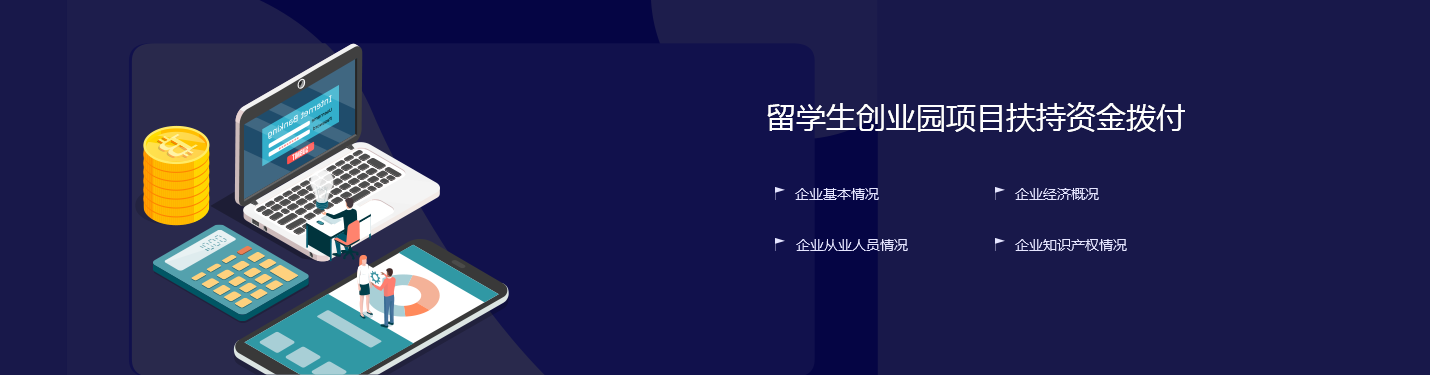 留学生创业园项目扶持资金拨付
企业基本情况
企业经济概况
企业从业人员情况
企业知识产权情况
Internet Banking